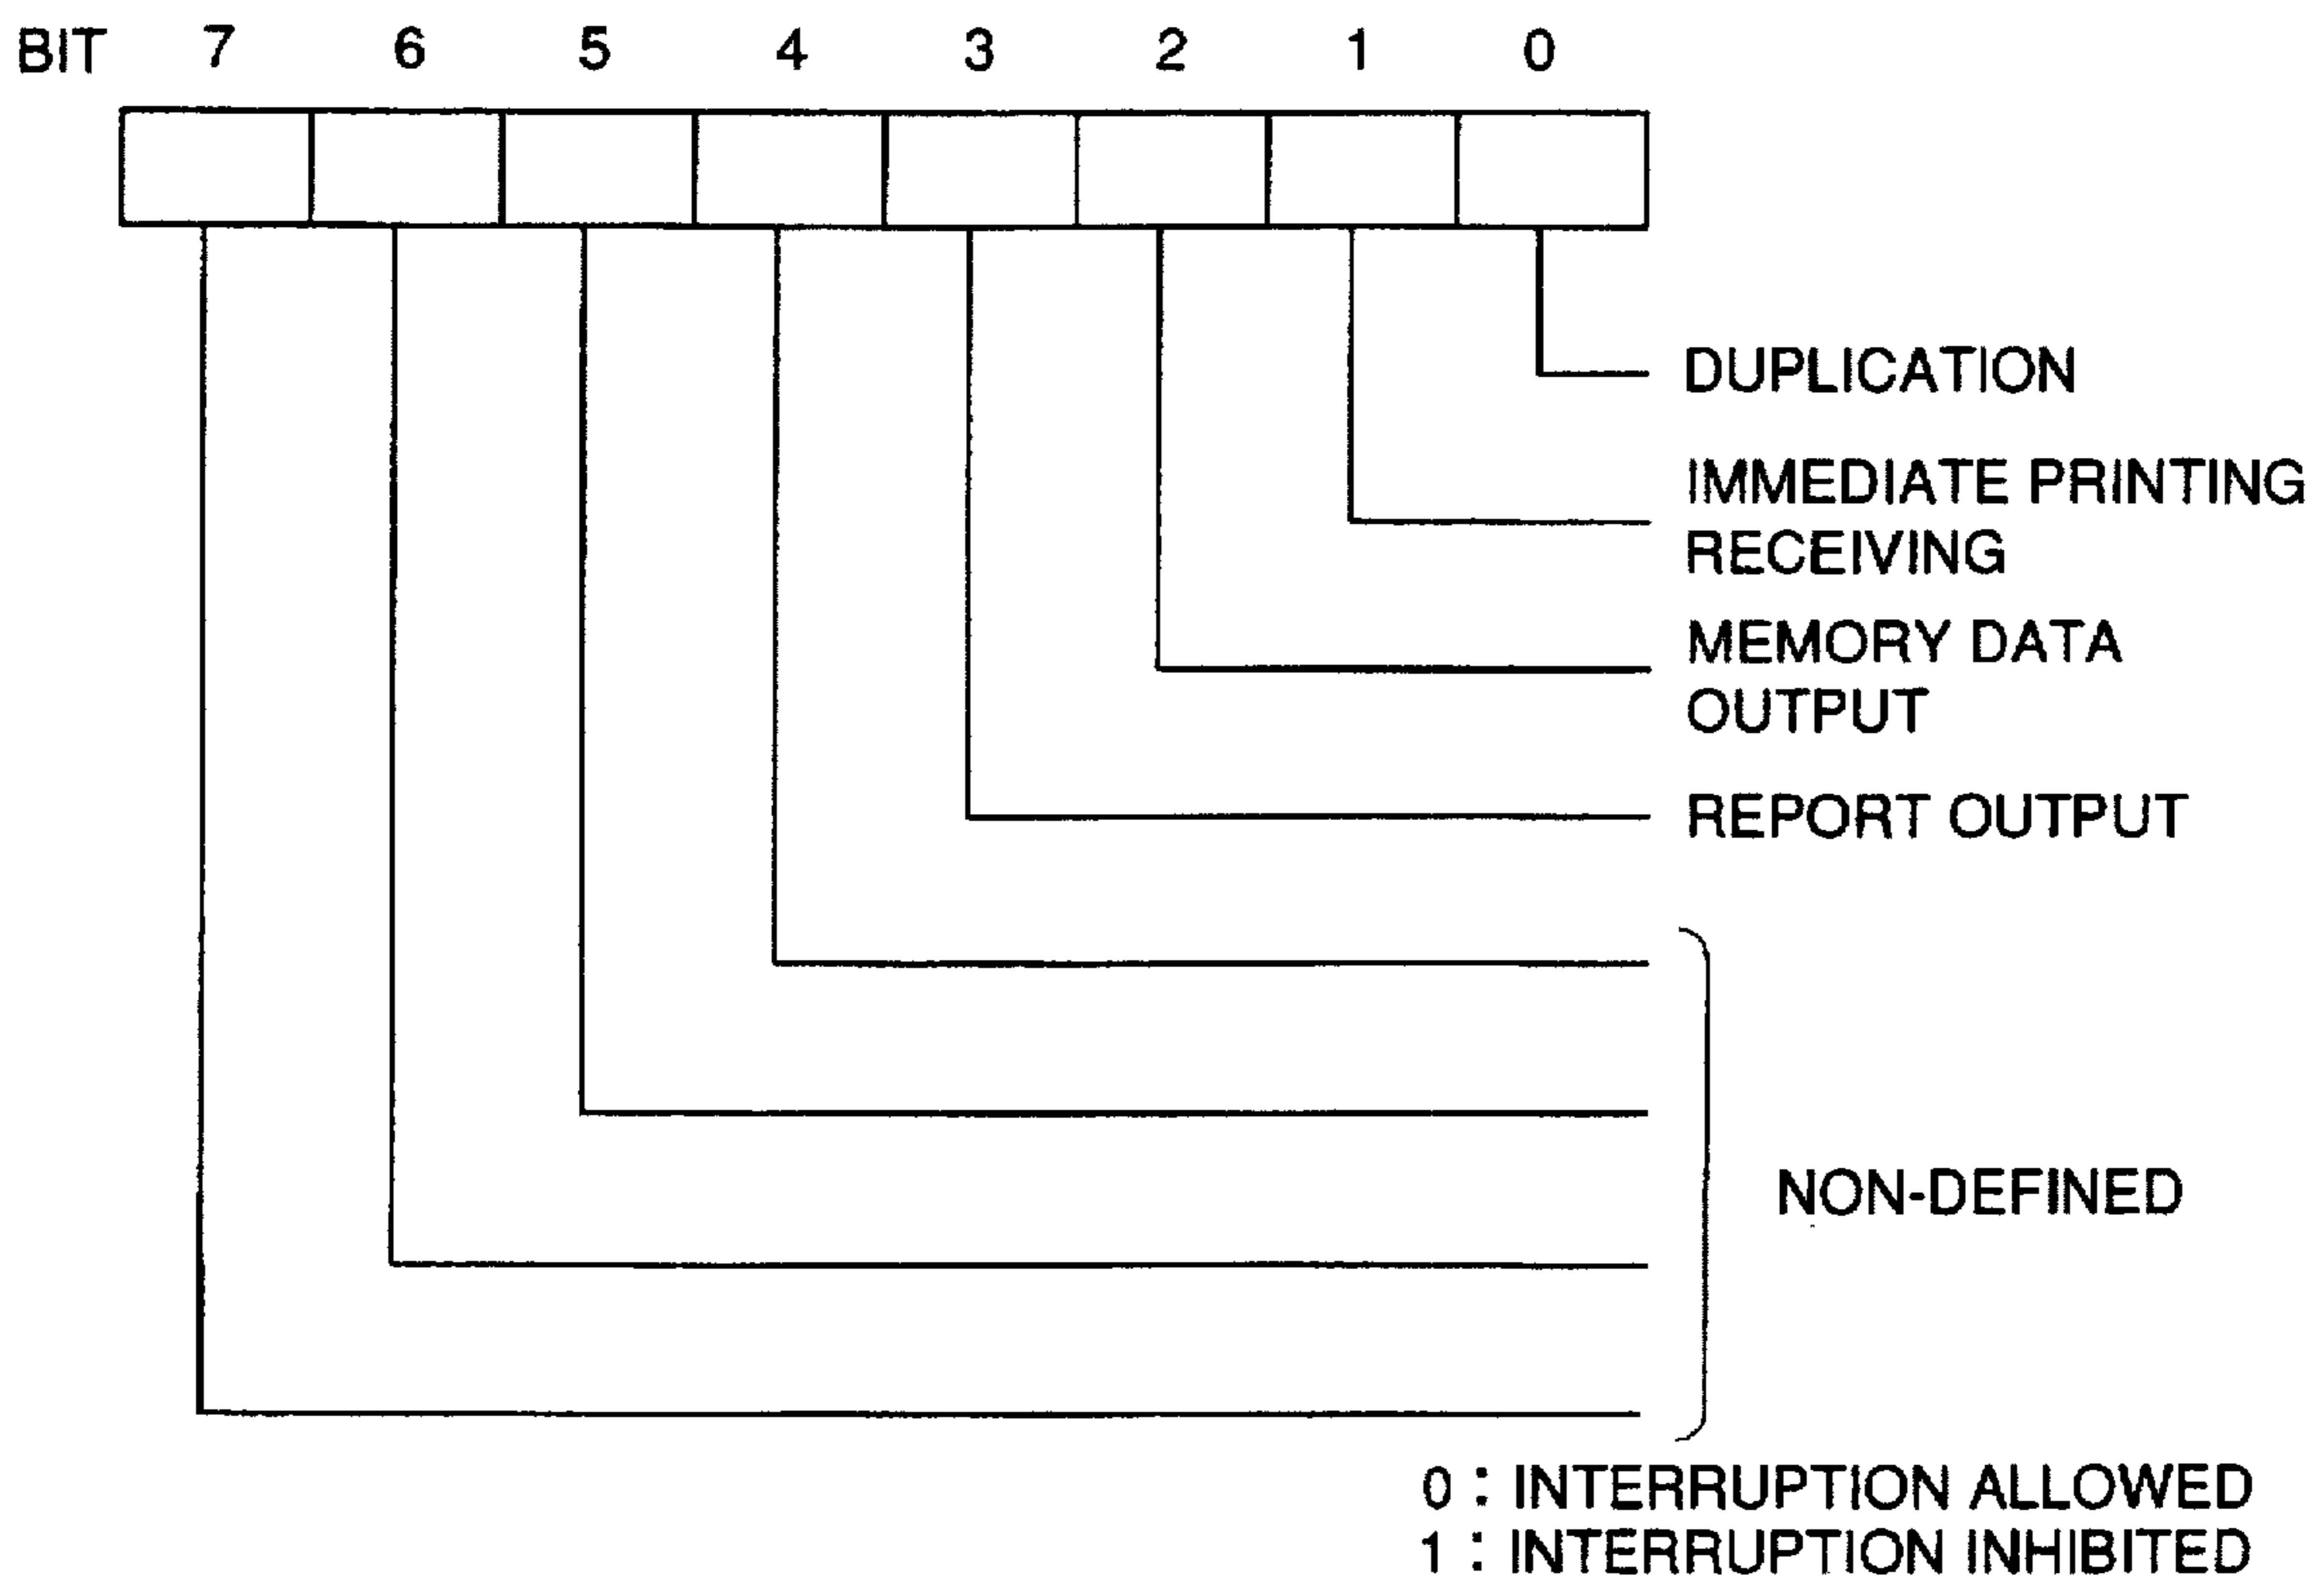 BIT 7 6 5 4 3 2 1 0
DUPLICATION
IMMEDIATE PRINTING
RECEIVING
MEMORY DATA
OUTPUT
REPORT OUTPUT
NON-DEFINED
0 : INTERRUPTION ALLOWED
1 : INTERRUPTION INHIBITED